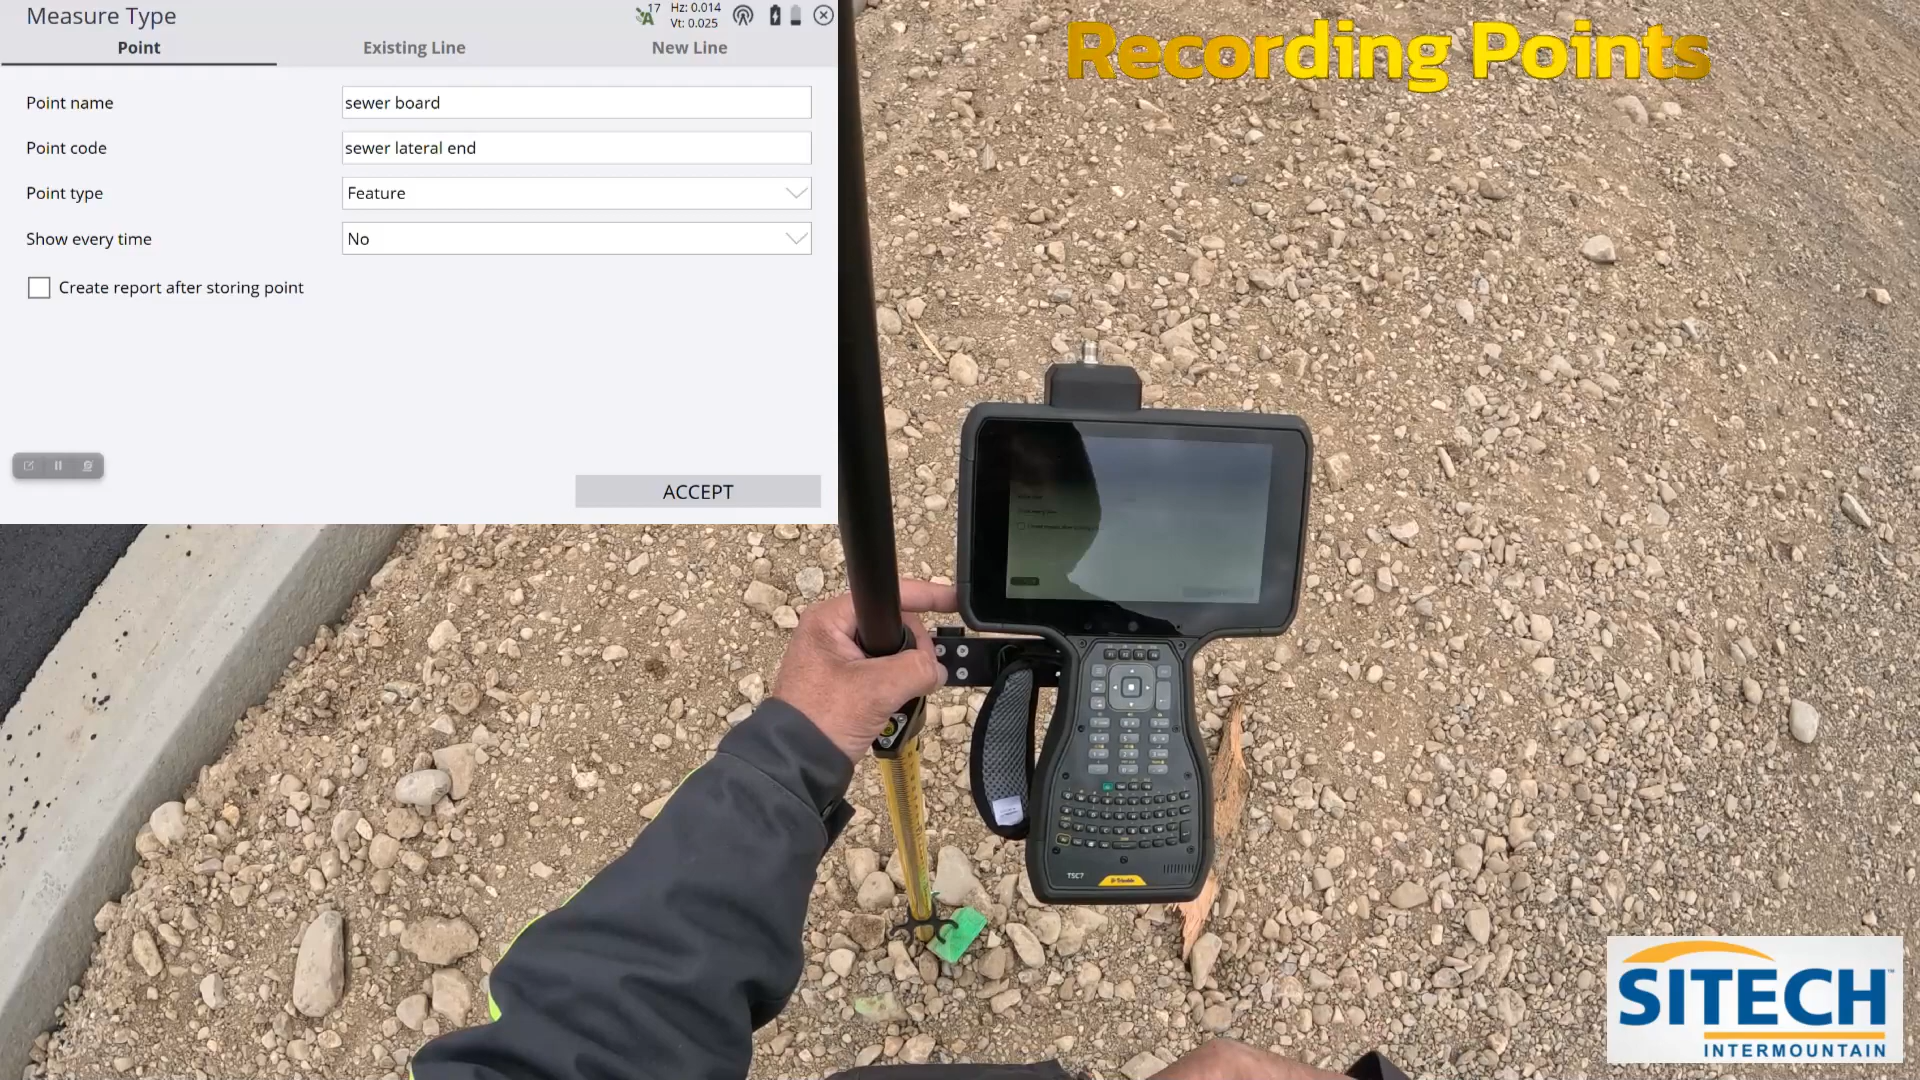 Measure Type
17
Hz: 0.014
Vt: 0.025
Point
Existing Line
New Line
Point name
sewer board
Point code
sewer lateral end
Point type
Feature
Show every time
No
Create report after storing point
ACCEPT
Recording Points
TSC7
Trimble
SITECH
INTERMOUNTAIN